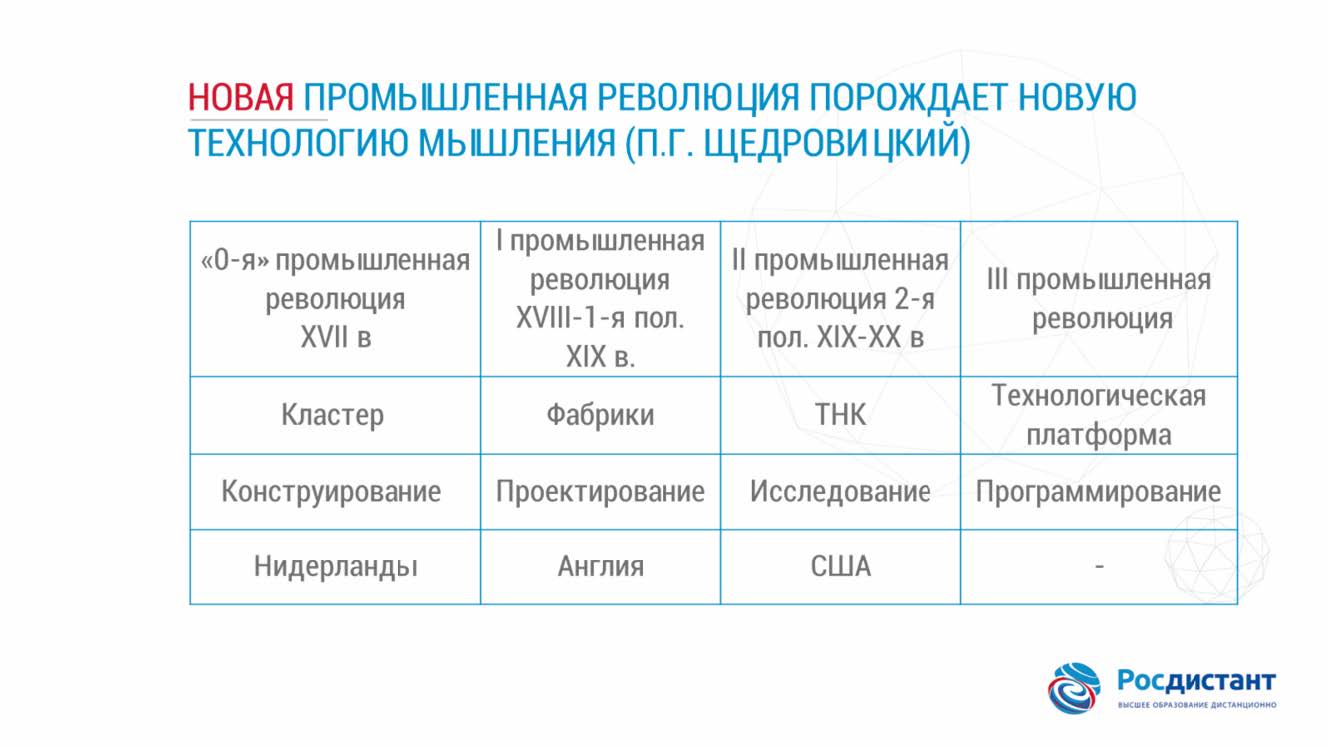 НОВАЯ ПРОМЫШЛЕННАЯ РЕВОЛЮЦИЯ ПОРОЖДАЕТ НОВУЮ
ТЕХНОЛОГИЮ МЫШЛЕНИЯ (П.Г. ЩЕДРОВИЦКИЙ)
«0-я» промышленная
революция
XVII в
I промышленная
революция
XVIII-1-я пол.
XIX в.
II промышленная
революция 2-я
пол. XIX-XX в
III промышленная
революция
Кластер
Фабрики
ТНК
Технологическая
платформа
Конструирование
Проектирование
Исследование
Программирование
Нидерланды
Англия
США
-
Росдистант
ВЫСШЕЕ ОБРАЗОВАНИЕ ДИСТАНЦИОННО